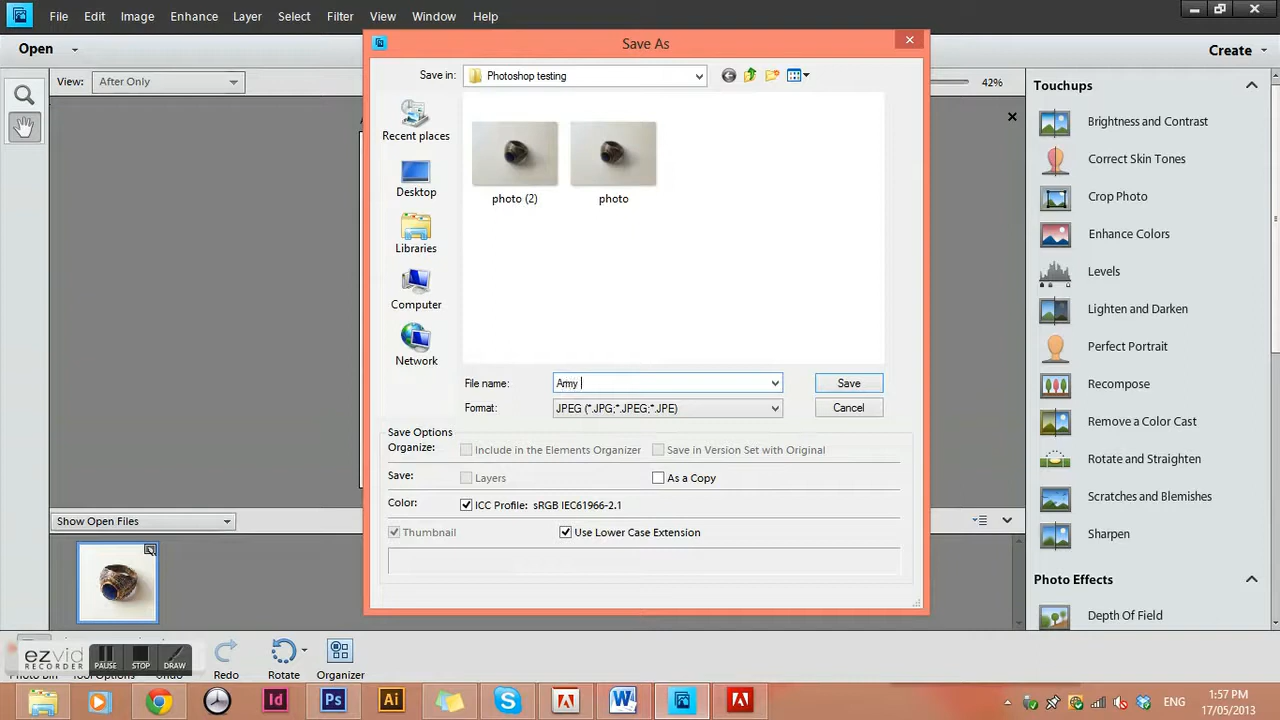 File Edit Image Enhance Layer Select Filter View Window Help
Open Create
View: After Only 42%
Save As
Save in: Photoshop testing
Recent places
Desktop
Libraries
Computer
Network
photo (2) photo
File name: Amy Save
Format: JPEG (*.JPG;*.JPEG;*.JPE) Cancel
Save Options
Organize: Include in the Elements Organizer Save in Version Set with Original
Save: Layers As a Copy
Color: ICC Profile: sRGB IEC61966-2.1
Thumbnail Use Lower Case Extension
Touchups
Brightness and Contrast
Correct Skin Tones
Crop Photo
Enhance Colors
Levels
Lighten and Darken
Perfect Portrait
Recompose
Remove a Color Cast
Rotate and Straighten
Scratches and Blemishes
Sharpen
Photo Effects
Depth Of Field
Show Open Files
ezvid
RECORDER
PAUSE STOP DRAW
Redo Rotate Organizer
Id Ps Ai
ENG
1:57 PM
17/05/2013